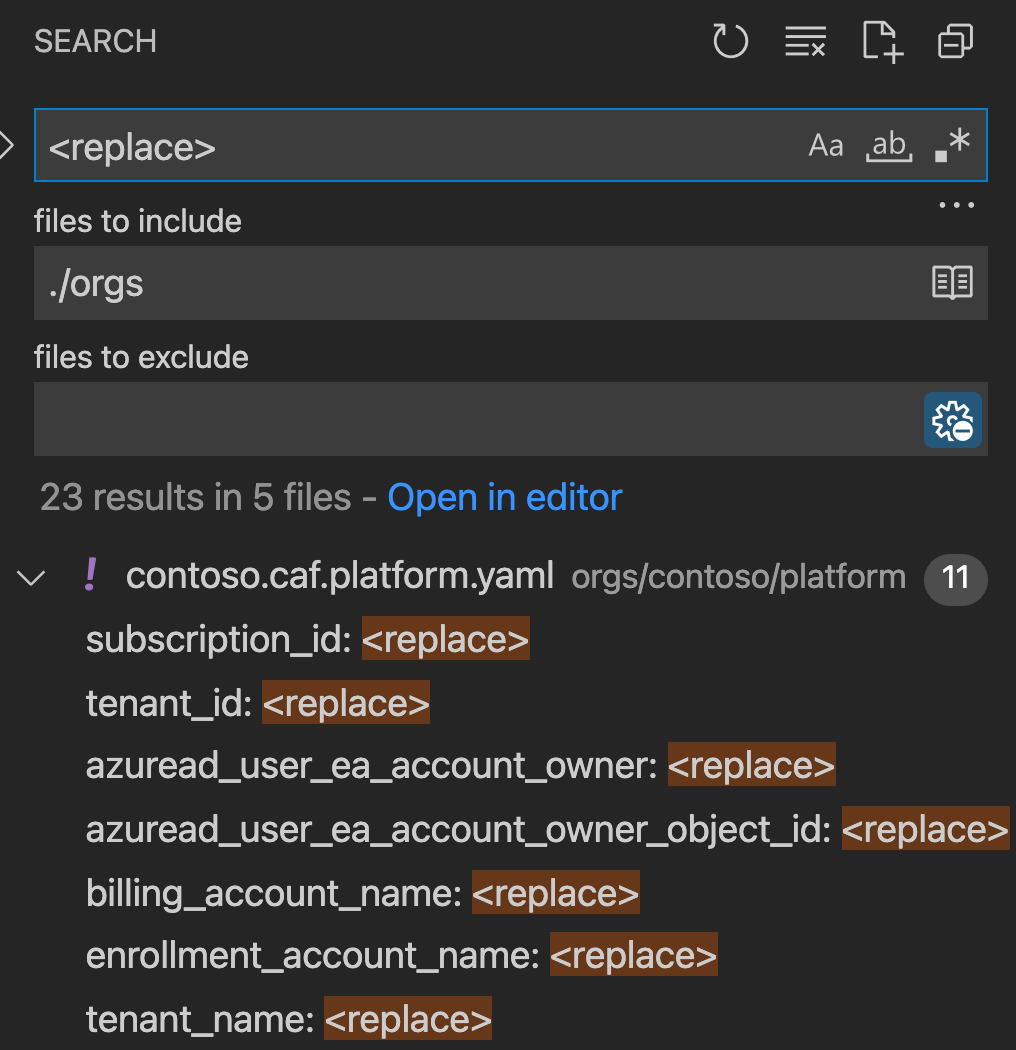 SEARCH
<replace> Aa ab .*
...
files to include
./orgs
files to exclude
23 results in 5 files - Open in editor
! contoso.caf.platform.yaml orgs/contoso/platform 11
subscription_id: <replace>
tenant_id: <replace>
azuread_user_ea_account_owner: <replace>
azuread_user_ea_account_owner_object_id: <replace>
billing_account_name: <replace>
enrollment_account_name: <replace>
tenant_name: <replace>